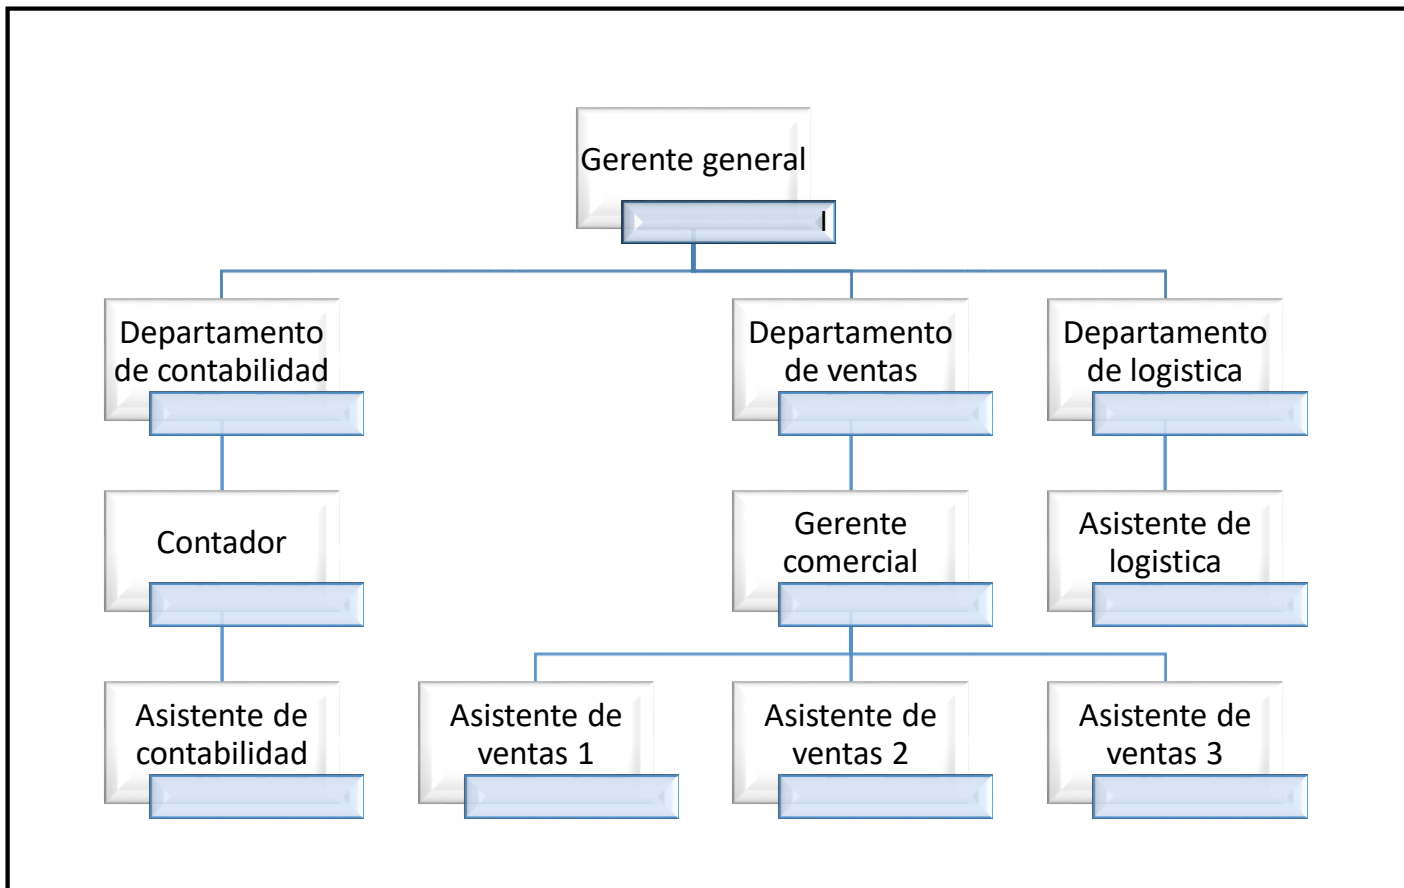 Gerente general
l
Departamento
de contabilidad
Departamento
de ventas
Departamento
de logistica
Contador
Gerente
comercial
Asistente de
logistica
Asistente de
contabilidad
Asistente de
ventas 1
Asistente de
ventas 2
Asistente de
ventas 3